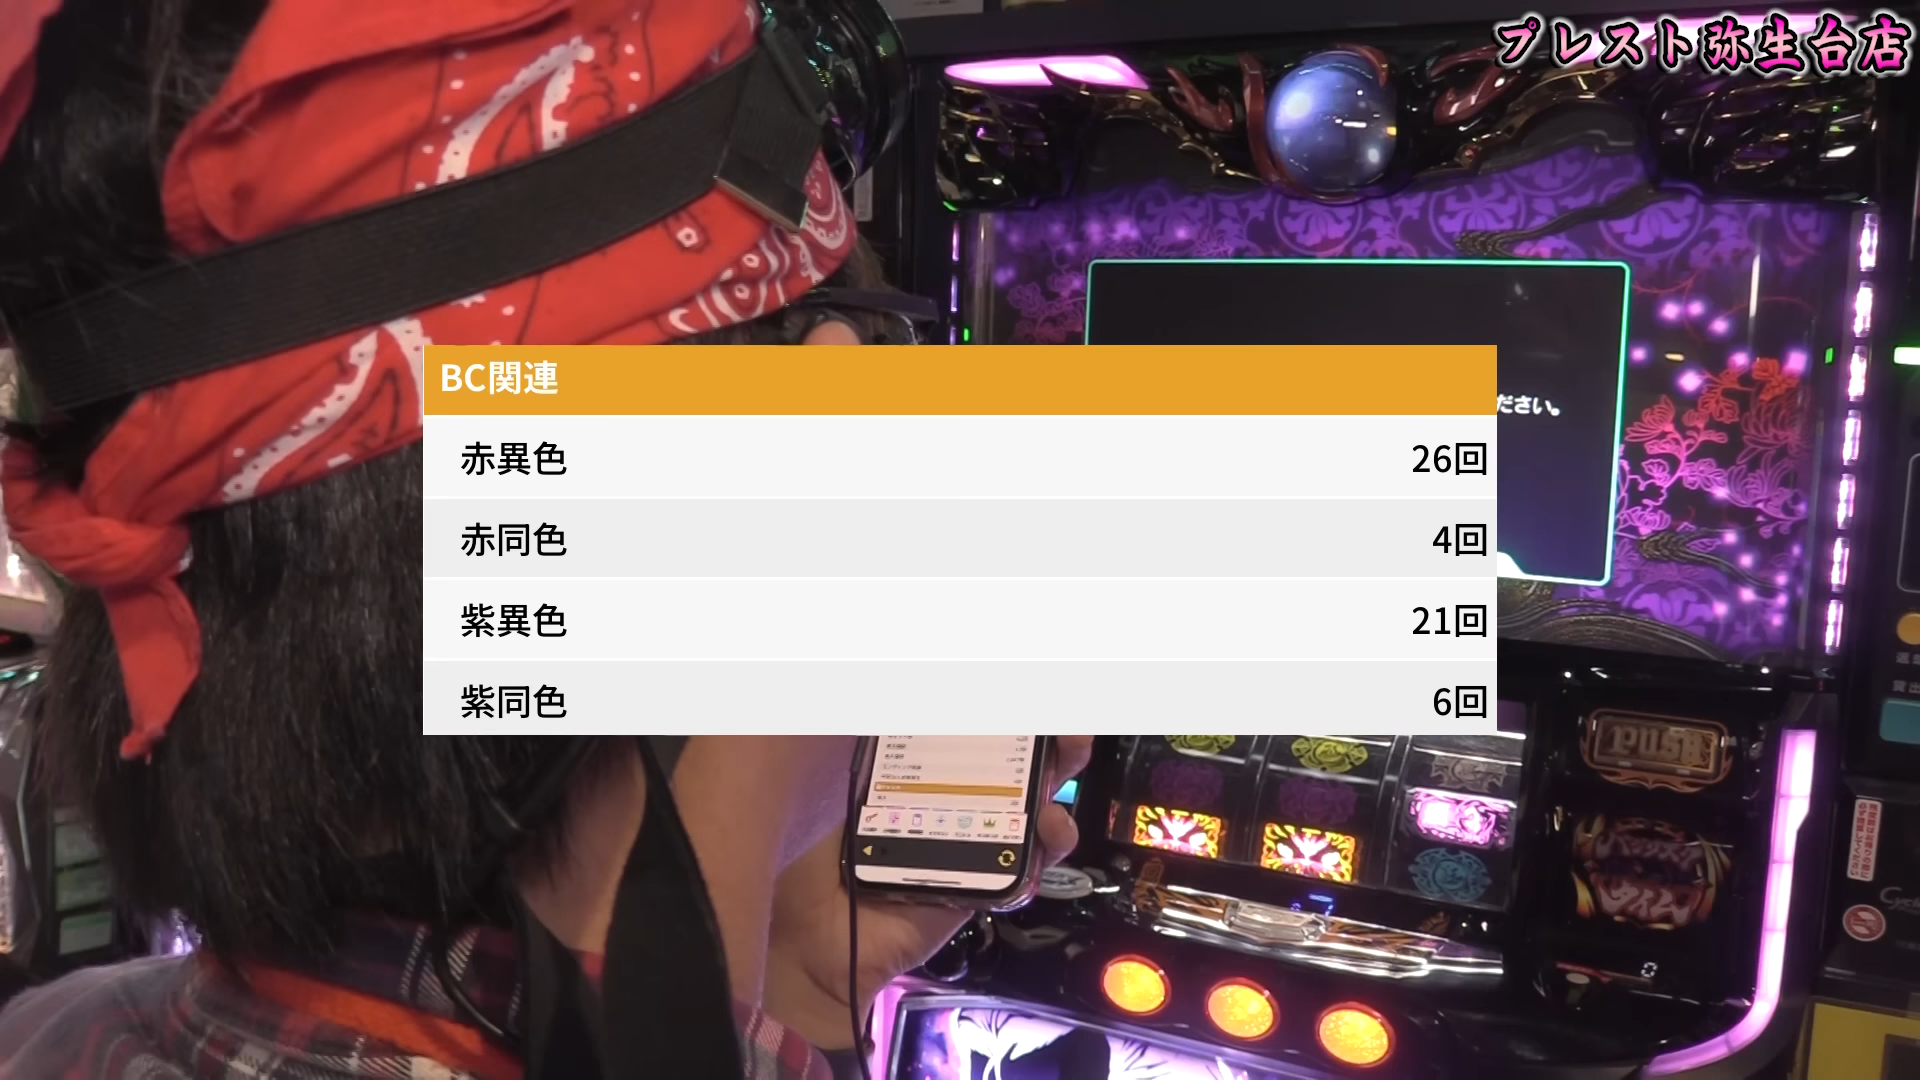 プレスト弥生台店
BC関連
赤異色 26回
赤同色 4回
紫異色 21回
紫同色 6回
ださい。
push